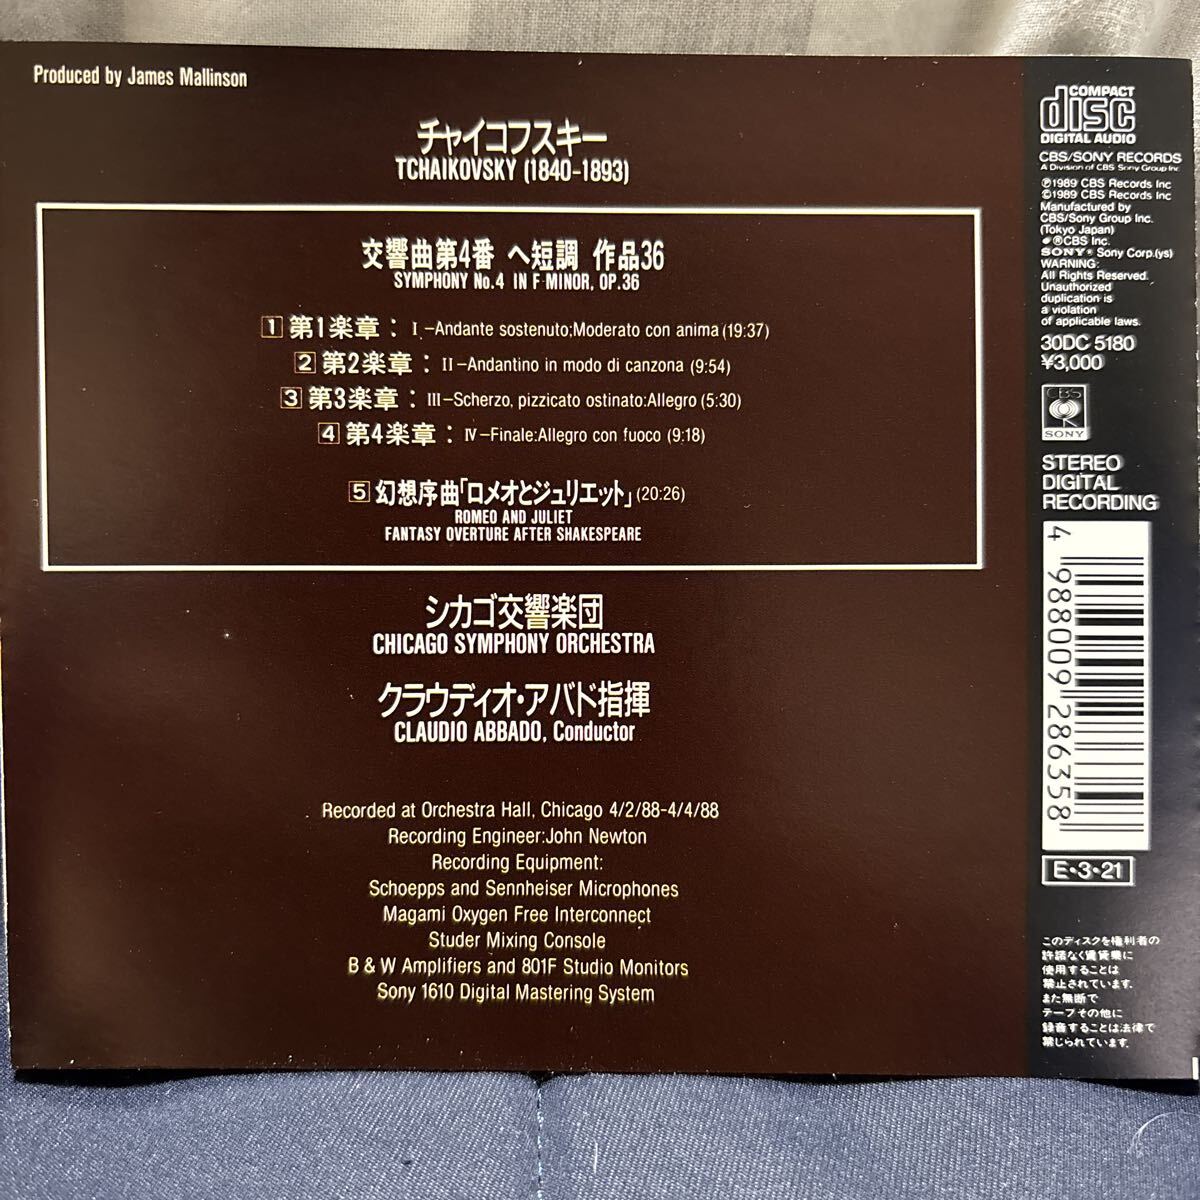 Produced by James Mallinson
チャイコフスキー
TCHAIKOVSKY (1840-1893)
交響曲第4番 ヘ短調 作品36
SYMPHONY No.4 IN F MINOR, OP.36
1 第1楽章： I-Andante sostenuto;Moderato con anima (19:37)
2 第2楽章： II-Andantino in modo di canzona (9:54)
3 第3楽章： III-Scherzo, pizzicato ostinato:Allegro (5:30)
4 第4楽章： IV-Finale:Allegro con fuoco (9:18)
5 幻想序曲「ロメオとジュリエット」(20:26)
ROMEO AND JULIET
FANTASY OVERTURE AFTER SHAKESPEARE
シカゴ交響楽団
CHICAGO SYMPHONY ORCHESTRA
クラウディオ・アバド指揮
CLAUDIO ABBADO, Conductor
Recorded at Orchestra Hall, Chicago 4/2/88-4/4/88
Recording Engineer:John Newton
Recording Equipment:
Schoepps and Sennheiser Microphones
Magami Oxygen Free Interconnect
Studer Mixing Console
B & W Amplifiers and 801F Studio Monitors
Sony 1610 Digital Mastering System
COMPACT
disc
DIGITAL AUDIO
CBS/SONY RECORDS
A Division of CBS Sony Group Inc.
℗1989 CBS Records Inc
©1989 CBS Records Inc
Manufactured by
CBS/Sony Group Inc.
(Tokyo Japan)
®CBS Inc.
SONY® Sony Corp.(ys)
WARNING:
All Rights Reserved.
Unauthorized
duplication is
a violation
of applicable laws.
30DC 5180
¥3,000
CBS
SONY
STEREO
DIGITAL
RECORDING
4 988009 286358
E・3・21
このディスクを権利者の
許諾なく賃貸業に
使用することは
禁止されています。
また無断で
テープその他に
録音することは法律で
禁じられています。